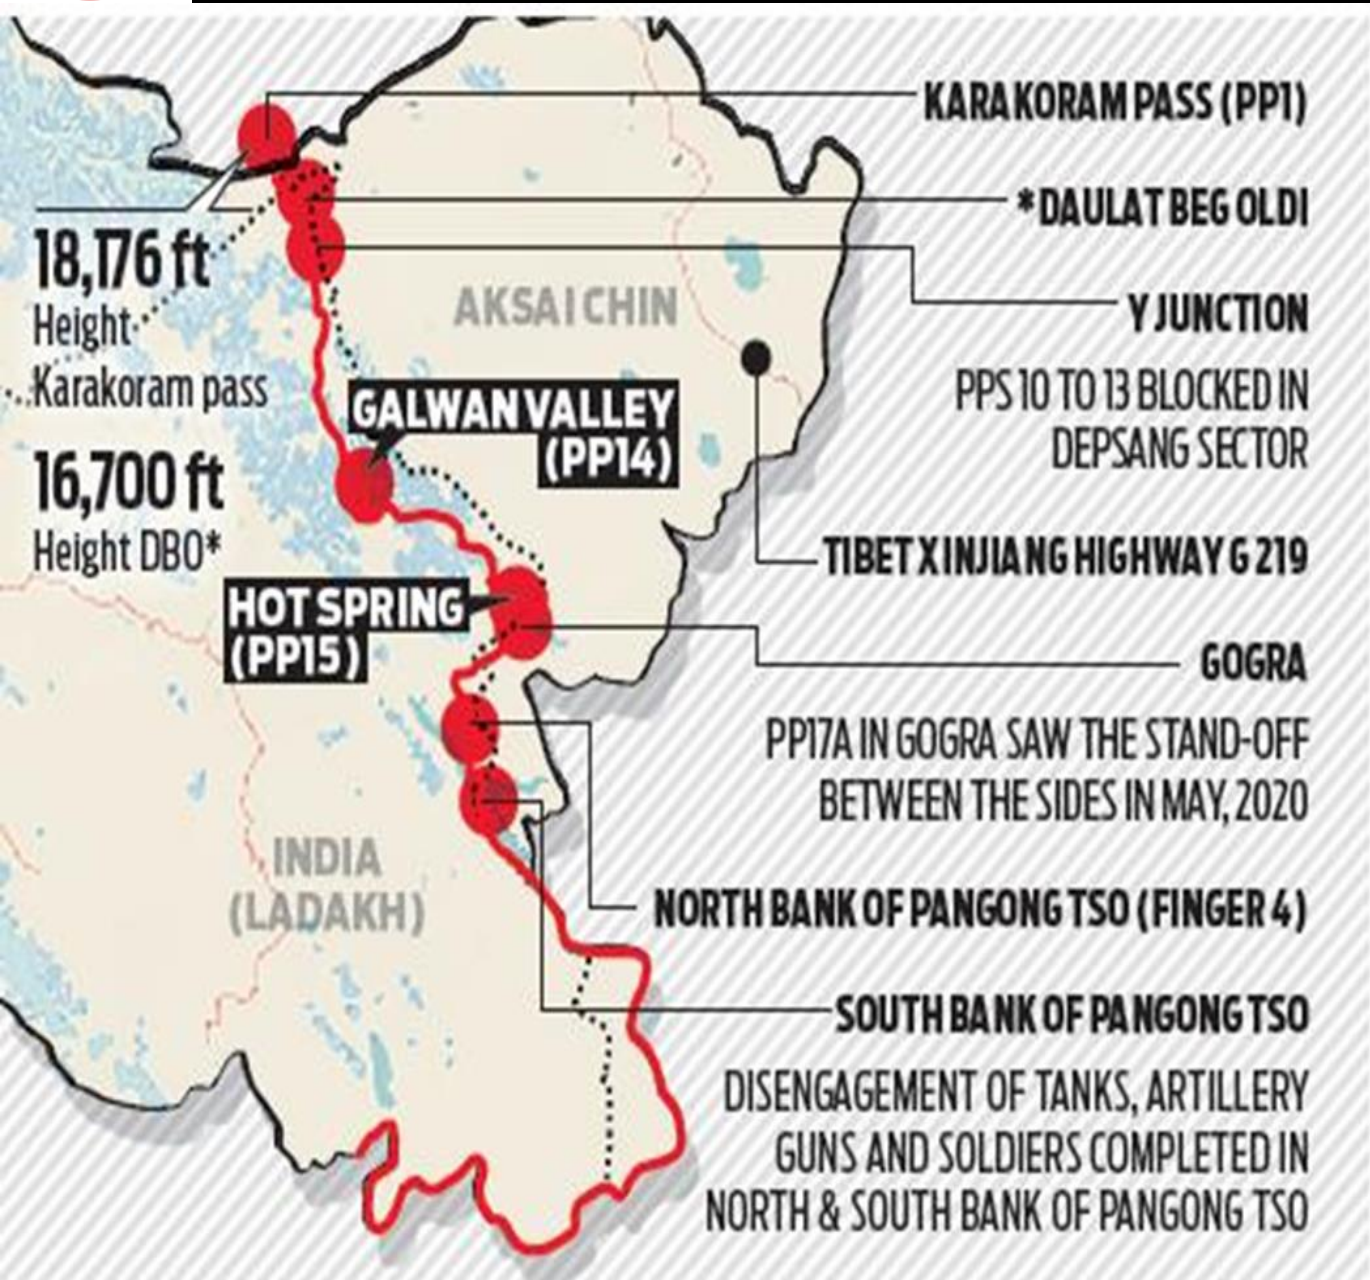 KARAKORAM PASS (PP1)
*DAULAT BEG OLDI
18,176 ft
Height
Karakoram pass
AKSAI CHIN
Y JUNCTION
PPS 10 TO 13 BLOCKED IN
DEPSANG SECTOR
GALWAN VALLEY
(PP14)
16,700 ft
Height DBO*
TIBET XINJIANG HIGHWAY G 219
HOT SPRING
(PP15)
GOGRA
PP17A IN GOGRA SAW THE STAND-OFF
BETWEEN THE SIDES IN MAY, 2020
INDIA
(LADAKH)
NORTH BANK OF PANGONG TSO (FINGER 4)
SOUTH BANK OF PANGONG TSO
DISENGAGEMENT OF TANKS, ARTILLERY
GUNS AND SOLDIERS COMPLETED IN
NORTH & SOUTH BANK OF PANGONG TSO